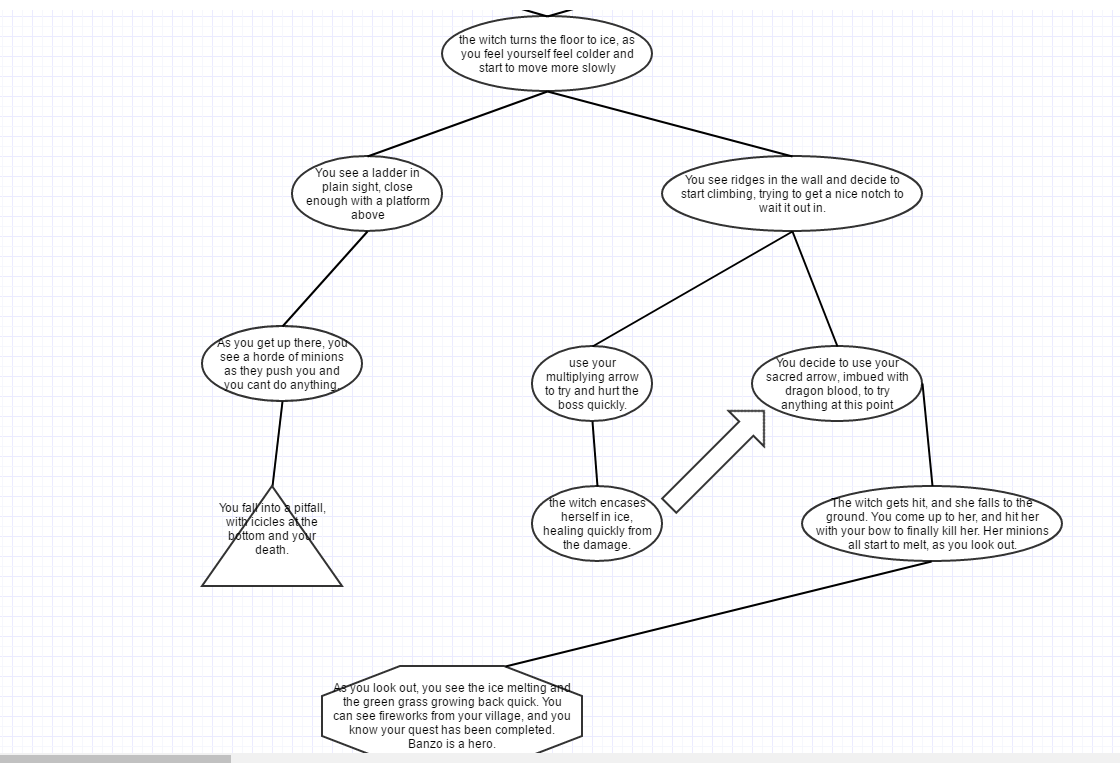 the witch turns the floor to ice, as
you feel yourself feel colder and
start to move more slowly
You see a ladder in
plain sight, close
enough with a platform
above
You see ridges in the wall and decide to
start climbing, trying to get a nice notch to
wait it out in.
As you get up there, you
see a horde of minions
as they push you and
you cant do anything.
use your
multiplying arrow
to try and hurt the
boss quickly.
You decide to use your
sacred arrow, imbued with
dragon blood, to try
anything at this point
You fall into a pitfall,
with icicles at the
bottom and your
death.
the witch encases
herself in ice,
healing quickly from
the damage.
The witch gets hit, and she falls to the
ground. You come up to her, and hit her
with your bow to finally kill her. Her minions
all start to melt, as you look out.
As you look out, you see the ice melting and
the green grass growing back quick. You
can see fireworks from your village, and you
know your quest has been completed.
Banzo is a hero.